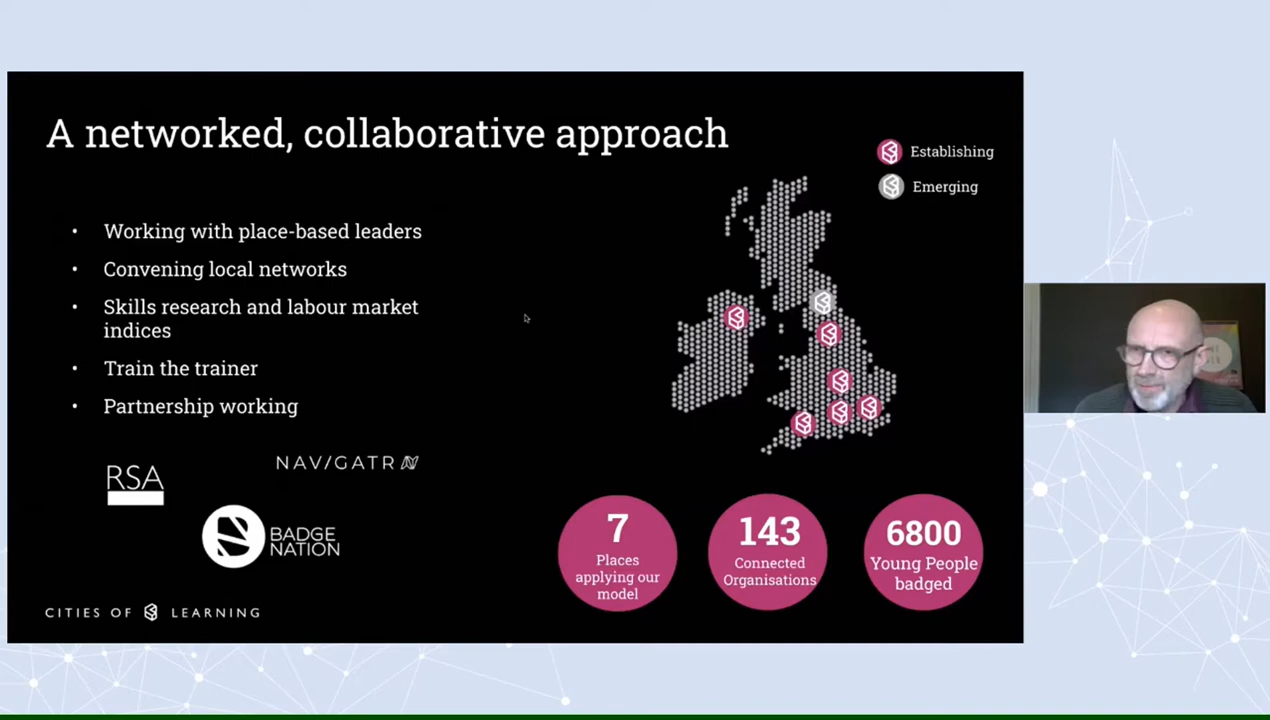 A networked, collaborative approach
Establishing
Emerging
• Working with place-based leaders
• Convening local networks
• Skills research and labour market
indices
• Train the trainer
• Partnership working
RSA
NAV/GATR
BADGE
NATION
7
Places
applying our
model
143
Connected
Organisations
6800
Young People
badged
CITIES OF LEARNING